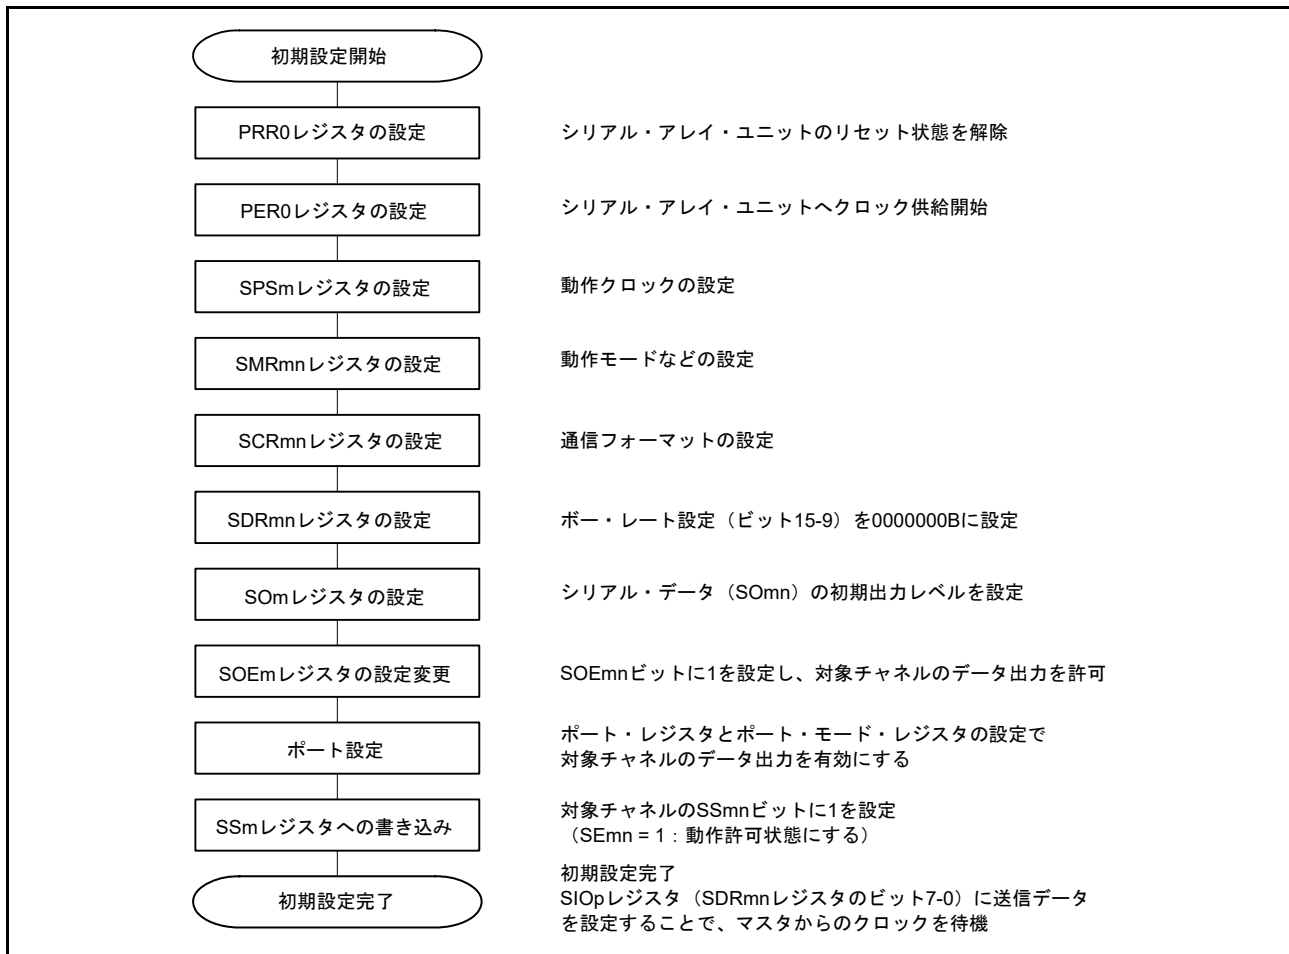 初期設定開始
PRR0レジスタの設定
シリアル・アレイ・ユニットのリセット状態を解除
PER0レジスタの設定
シリアル・アレイ・ユニットへクロック供給開始
SPSmレジスタの設定
動作クロックの設定
SMRmnレジスタの設定
動作モードなどの設定
SCRmnレジスタの設定
通信フォーマットの設定
SDRmnレジスタの設定
ボー・レート設定（ビット15-9）を0000000Bに設定
SOmレジスタの設定
シリアル・データ（SOmn）の初期出力レベルを設定
SOEmレジスタの設定変更
SOEmnビットに1を設定し、対象チャネルのデータ出力を許可
ポート設定
ポート・レジスタとポート・モード・レジスタの設定で
対象チャネルのデータ出力を有効にする
SSmレジスタへの書き込み
対象チャネルのSSmnビットに1を設定
（SEmn = 1：動作許可状態にする）
初期設定完了
初期設定完了
SIOpレジスタ（SDRmnレジスタのビット7-0）に送信データ
を設定することで、マスタからのクロックを待機